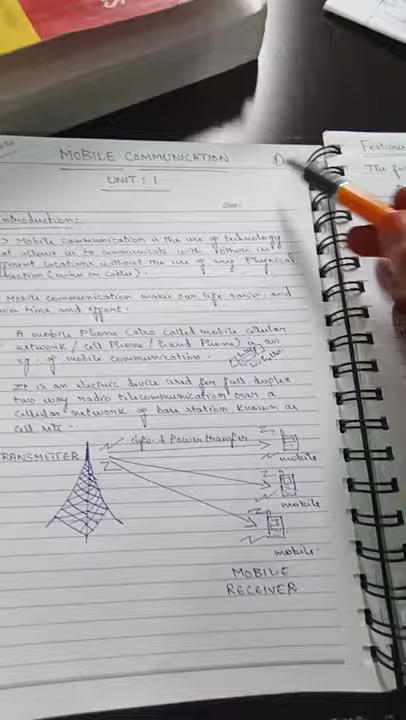 MOBILE COMMUNICATION
UNIT : 1
Introduction:
> Mobile communication is the use of technology
that allows us to communicate with others in
different locations without the use of any Physical
connection (wires or cables).
Mobile communication makes our life easier, and
time and effort.
A mobile Phone (also called mobile cellular
network / cell Phone / Hand Phone) is an
eg. of mobile communication.
It is an electric device used for full duplex
two way radio telecommunication over a
cellular network of base station known as
cell site.
TRANSMITTER
Power transfer
mobile
mobile
mobile.
MOBILE
RECEIVER
Features
The